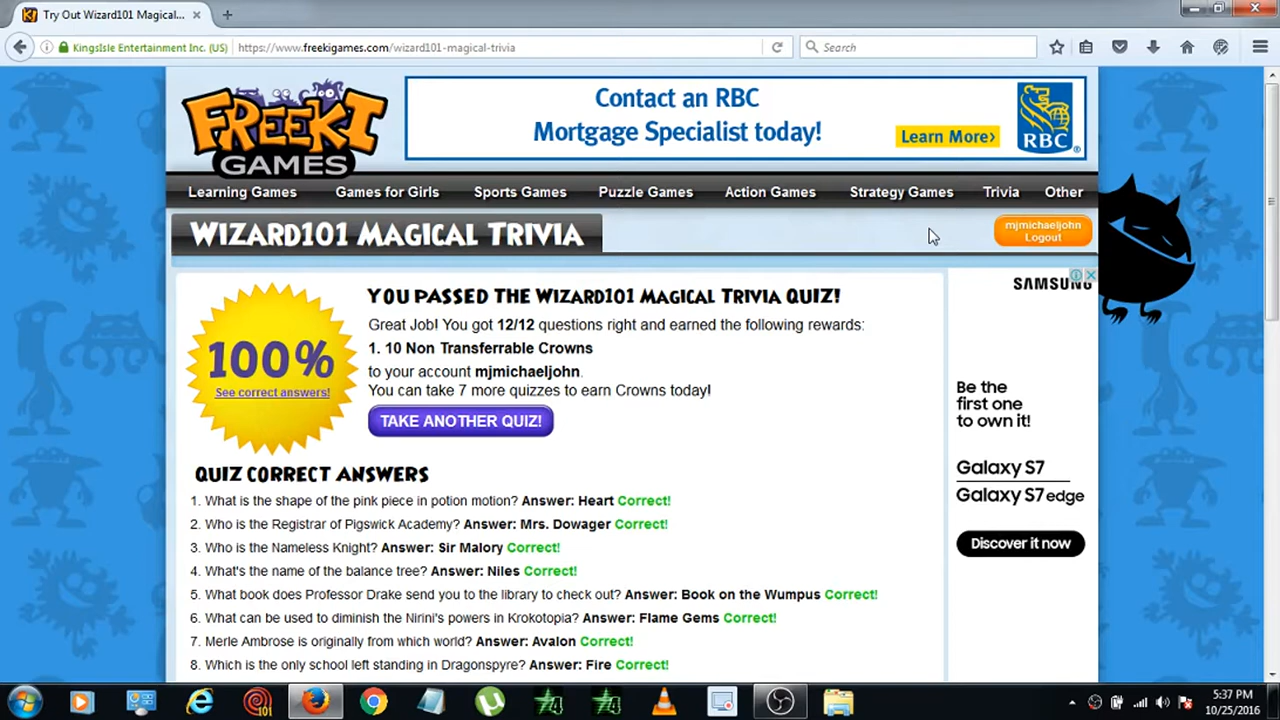 Try Out Wizard101 Magical...
KingsIsle Entertainment Inc. (US)
https://www.freekigames.com/wizard101-magical-trivia
Search
FREEKI GAMES
Contact an RBC
Mortgage Specialist today!
Learn More>
RBC
Learning Games
Games for Girls
Sports Games
Puzzle Games
Action Games
Strategy Games
Trivia
Other
WIZARD101 MAGICAL TRIVIA
mjmichaeljohn
Logout
100%
See correct answers!
YOU PASSED THE WIZARD101 MAGICAL TRIVIA QUIZ!
Great Job! You got 12/12 questions right and earned the following rewards:
1. 10 Non Transferrable Crowns
to your account mjmichaeljohn.
You can take 7 more quizzes to earn Crowns today!
TAKE ANOTHER QUIZ!
QUIZ CORRECT ANSWERS
1. What is the shape of the pink piece in potion motion? Answer: Heart Correct!
2. Who is the Registrar of Pigswick Academy? Answer: Mrs. Dowager Correct!
3. Who is the Nameless Knight? Answer: Sir Malory Correct!
4. What's the name of the balance tree? Answer: Niles Correct!
5. What book does Professor Drake send you to the library to check out? Answer: Book on the Wumpus Correct!
6. What can be used to diminish the Nirini's powers in Krokotopia? Answer: Flame Gems Correct!
7. Merle Ambrose is originally from which world? Answer: Avalon Correct!
8. Which is the only school left standing in Dragonspyre? Answer: Fire Correct!
SAMSUNG
Be the
first one
to own it!
Galaxy S7
Galaxy S7 edge
Discover it now
101
5:37 PM
10/25/2016